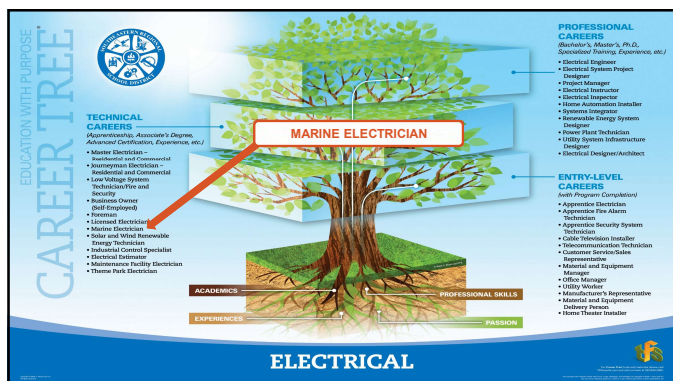 EDUCATION WITH PURPOSE
CAREER TREE
SOUTHEASTERN REGIONAL
SCHOOL DISTRICT
TECHNICAL
CAREERS
(Apprenticeship, Associate's Degree,
Advanced Certification, Experience, etc.)
• Master Electrician –
Residential and Commercial
• Journeyman Electrician –
Residential and Commercial
• Low Voltage System
Technician/Fire and
Security
• Business Owner
(Self-Employed)
• Foreman
• Licensed Electrician
• Marine Electrician
• Solar and Wind Renewable
Energy Technician
• Industrial Control Specialist
• Electrical Estimator
• Maintenance Facility Electrician
• Theme Park Electrician
MARINE ELECTRICIAN
PROFESSIONAL
CAREERS
(Bachelor's, Master's, Ph.D.,
Specialized Training, Experience, etc.)
• Electrical Engineer
• Electrical System Project
Designer
• Project Manager
• Electrical Instructor
• Electrical Inspector
• Home Automation Installer
• Systems Integrator
• Renewable Energy System
Designer
• Power Plant Technician
• Utility System Infrastructure
Designer
• Electrical Designer/Architect
ENTRY-LEVEL
CAREERS
(with Program Completion)
• Apprentice Electrician
• Apprentice Fire Alarm
Technician
• Apprentice Security System
Technician
• Cable Television Installer
• Telecommunication Technician
• Customer Service/Sales
Representative
• Material and Equipment
Manager
• Office Manager
• Utility Worker
• Manufacturer's Representative
• Material and Equipment
Delivery Person
• Home Theater Installer
ACADEMICS
PROFESSIONAL SKILLS
EXPERIENCES
PASSION
ELECTRICAL